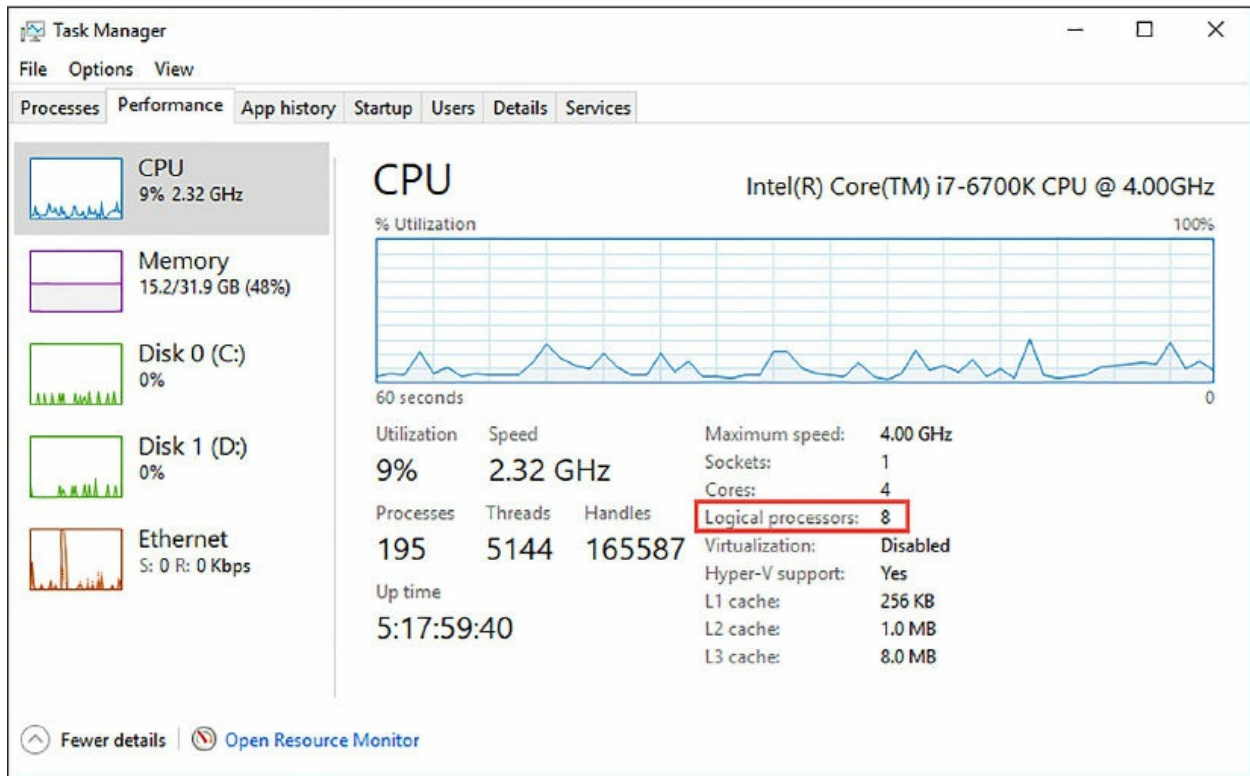 Task Manager
File Options View
Processes Performance App history Startup Users Details Services
CPU
9% 2.32 GHz
Memory
15.2/31.9 GB (48%)
Disk 0 (C:)
0%
Disk 1 (D:)
0%
Ethernet
S: 0 R: 0 Kbps
CPU Intel(R) Core(TM) i7-6700K CPU @ 4.00GHz
% Utilization 100%
60 seconds 0
Utilization Speed
9% 2.32 GHz
Processes Threads Handles
195 5144 165587
Up time
5:17:59:40
Maximum speed: 4.00 GHz
Sockets: 1
Cores: 4
Logical processors: 8
Virtualization: Disabled
Hyper-V support: Yes
L1 cache: 256 KB
L2 cache: 1.0 MB
L3 cache: 8.0 MB
Fewer details Open Resource Monitor